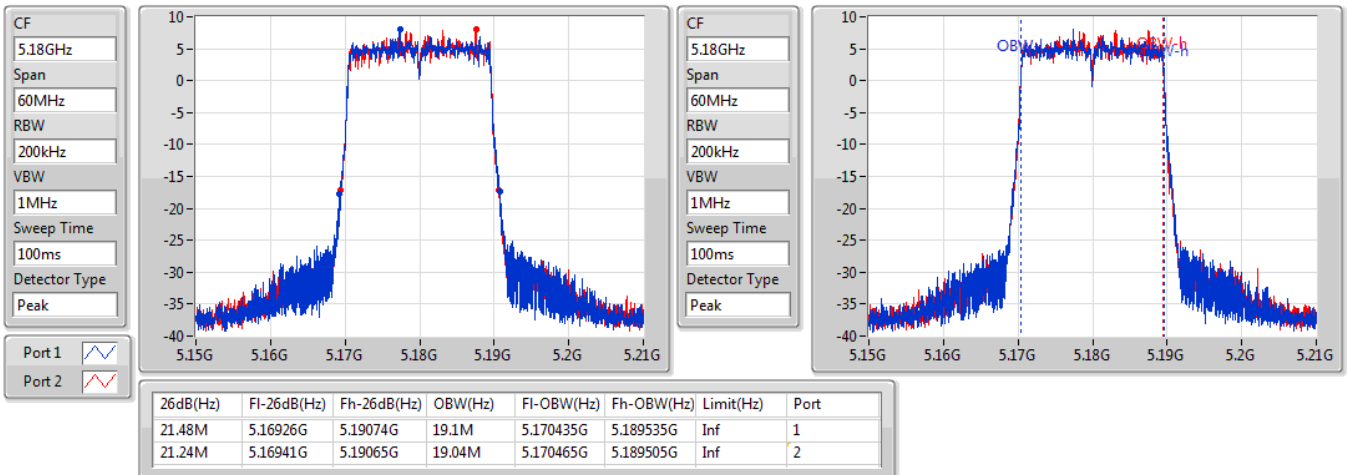 CF
5.18GHz
Span
60MHz
RBW
200kHz
VBW
1MHz
Sweep Time
100ms
Detector Type
Peak
Port 1
Port 2
10
5
0
-5
-10
-15
-20
-25
-30
-35
-40
5.15G 5.16G 5.17G 5.18G 5.19G 5.2G 5.21G
CF
5.18GHz
Span
60MHz
RBW
200kHz
VBW
1MHz
Sweep Time
100ms
Detector Type
Peak
10
5
0
-5
-10
-15
-20
-25
-30
-35
-40
5.15G 5.16G 5.17G 5.18G 5.19G 5.2G 5.21G
OBW-h
26dB(Hz) Fl-26dB(Hz) Fh-26dB(Hz) OBW(Hz) Fl-OBW(Hz) Fh-OBW(Hz) Limit(Hz) Port
21.48M 5.16926G 5.19074G 19.1M 5.170435G 5.189535G Inf 1
21.24M 5.16941G 5.19065G 19.04M 5.170465G 5.189505G Inf 2